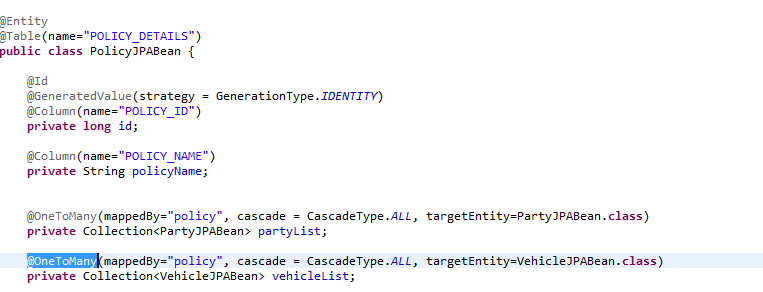 @Entity
@Table(name="POLICY_DETAILS")
public class PolicyJPABean {
@Id
@GeneratedValue(strategy = GenerationType.IDENTITY)
@Column(name="POLICY_ID")
private long id;
@Column(name="POLICY_NAME")
private String policyName;
@OneToMany(mappedBy="policy", cascade = CascadeType.ALL, targetEntity=PartyJPABean.class)
private Collection<PartyJPABean> partyList;
@OneToMany(mappedBy="policy", cascade = CascadeType.ALL, targetEntity=VehicleJPABean.class)
private Collection<VehicleJPABean> vehicleList;